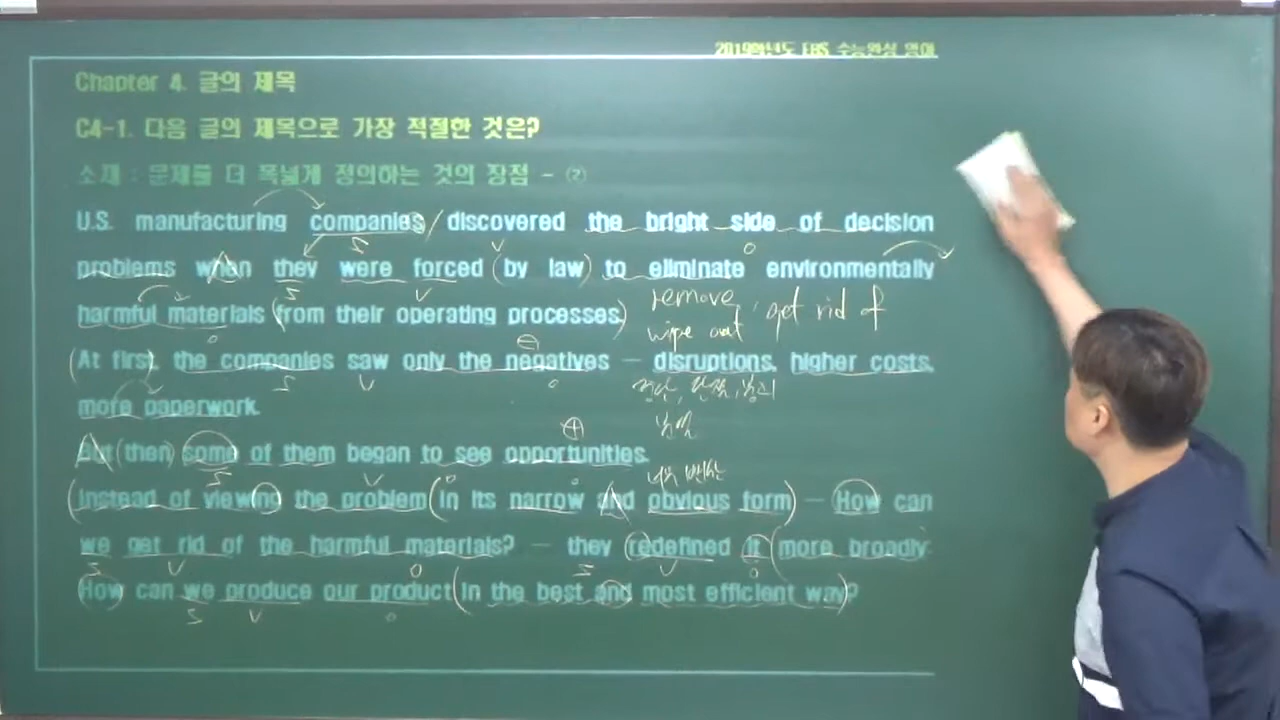 2019학년도 EBS 수능완성 영어
Chapter 4. 글의 제목
C4-1. 다음 글의 제목으로 가장 적절한 것은?
소재 : 문제를 더 폭넓게 정의하는 것의 장점 - ②
U.S. manufacturing companies / discovered the bright side of decision
S V O
problems when they were forced (by law) to eliminate environmentally
S V
harmful materials (from their operating processes.) remove, get rid of
O wipe out
⊖
(At first), the companies saw only the negatives — disruptions, higher costs,
S V O
more paperwork.
⊕
But (then) some of them began to see opportunities.
S V O
(Instead of viewing the problem (in its narrow and obvious form) — How can
we get rid of the harmful materials? — they redefined it (more broadly:
S V O S V O
How can we produce our product (in the best and most efficient way)?
S V O